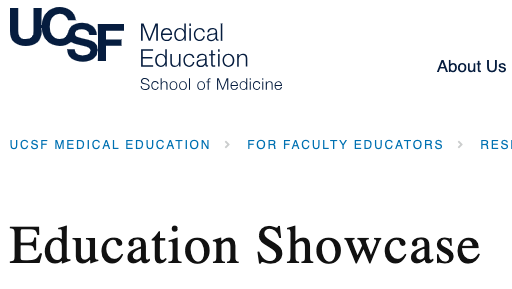 UCSF
Medical
Education
School of Medicine
About Us
UCSF MEDICAL EDUCATION > FOR FACULTY EDUCATORS >
Education Showcase